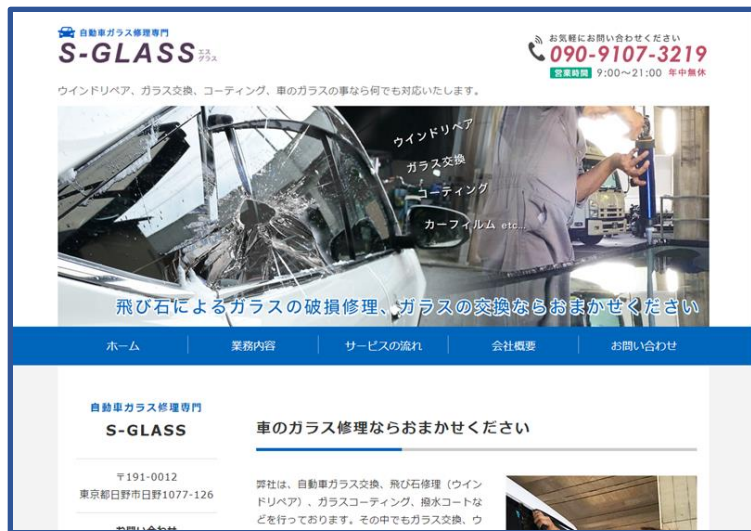 自動車ガラス修理専門
S-GLASS エスグラス
お気軽にお問い合わせください
090-9107-3219
営業時間 9:00〜21:00 年中無休
ウインドリペア、ガラス交換、コーティング、車のガラスの事なら何でも対応いたします。
ウインドリペア
ガラス交換
コーティング
カーフィルム etc...
飛び石によるガラスの破損修理、ガラスの交換ならおまかせください
ホーム 業務内容 サービスの流れ 会社概要 お問い合わせ
自動車ガラス修理専門
S-GLASS
〒191-0012
東京都日野市日野1077-126
お問い合わせ
車のガラス修理ならおまかせください
弊社は、自動車ガラス交換、飛び石修理（ウイン
ドリペア）、ガラスコーティング、撥水コートな
どを行っております。その中でもガラス交換、ウ